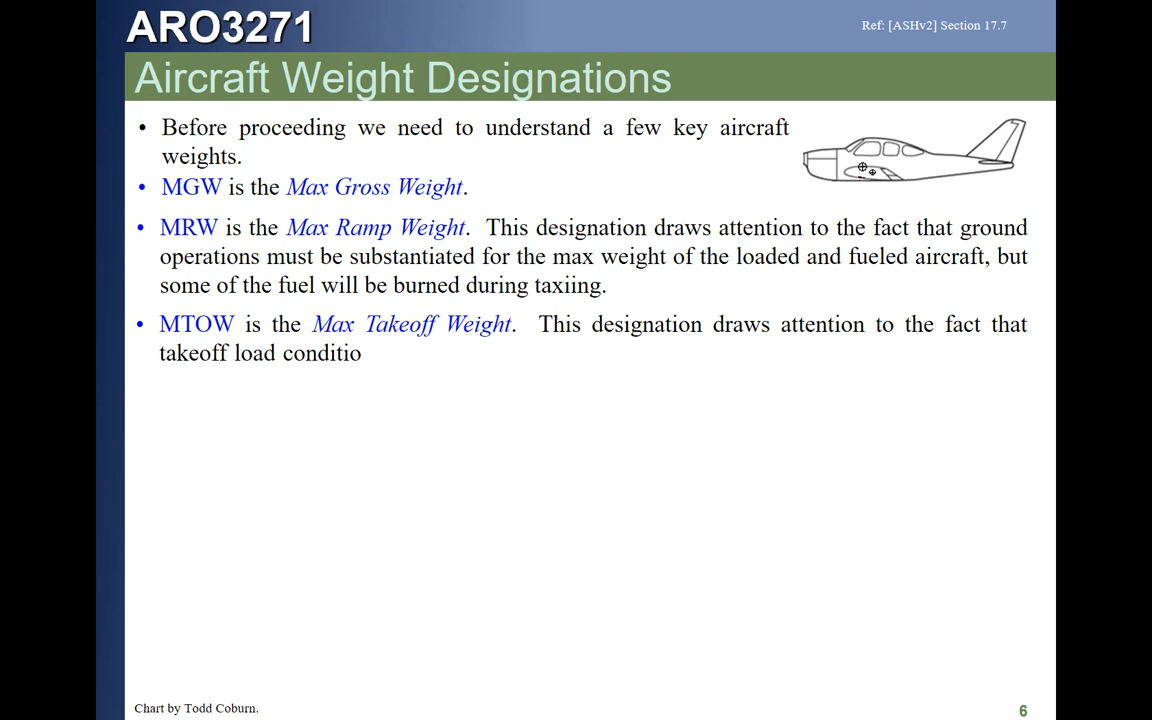 ARO3271
Ref: [ASHv2] Section 17.7
Aircraft Weight Designations
• Before proceeding we need to understand a few key aircraft
weights.
• MGW is the Max Gross Weight.
• MRW is the Max Ramp Weight. This designation draws attention to the fact that ground
operations must be substantiated for the max weight of the loaded and fueled aircraft, but
some of the fuel will be burned during taxiing.
• MTOW is the Max Takeoff Weight. This designation draws attention to the fact that
takeoff load conditio
Chart by Todd Coburn.
6